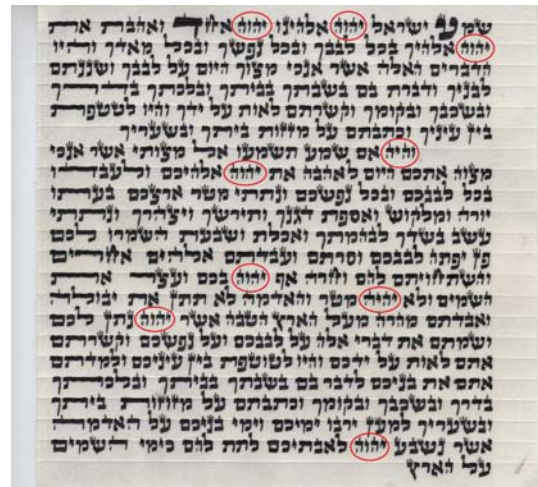 שמע ישראל יהוה אלהינו יהוה אחד ואהבת את
יהוה אלהיך בכל לבבך ובכל נפשך ובכל מאדך והיו
הדברים האלה אשר אנכי מצוך היום על לבבך ושננתם
לבניך ודברת בם בשבתך בביתך ובלכתך בדרך
ובשכבך ובקומך וקשרתם לאות על ידך והיו לטטפת
בין עיניך וכתבתם על מזזות ביתך ובשעריך
והיה אם שמע תשמעו אל מצותי אשר אנכי
מצוה אתכם היום לאהבה את יהוה אלהיכם ולעבדו
בכל לבבכם ובכל נפשכם ונתתי מטר ארצכם בעתו
יורה ומלקוש ואספת דגנך ותירשך ויצהרך ונתתי
עשב בשדך לבהמתך ואכלת ושבעת השמרו לכם
פן יפתה לבבכם וסרתם ועבדתם אלהים אחרים
והשתחויתם להם וחרה אף יהוה בכם ועצר את
השמים ולא יהיה מטר והאדמה לא תתן את יבולה
ואבדתם מהרה מעל הארץ הטבה אשר יהוה נתן לכם
ושמתם את דברי אלה על לבבכם ועל נפשכם וקשרתם
אתם לאות על ידכם והיו לטוטפת בין עיניכם ולמדתם
אתם את בניכם לדבר בם בשבתך בביתך ובלכתך
בדרך ובשכבך ובקומך וכתבתם על מזוזות ביתך
ובשעריך למען ירבו ימיכם וימי בניכם על האדמה
אשר נשבע יהוה לאבתיכם לתת להם כימי השמים
על הארץ